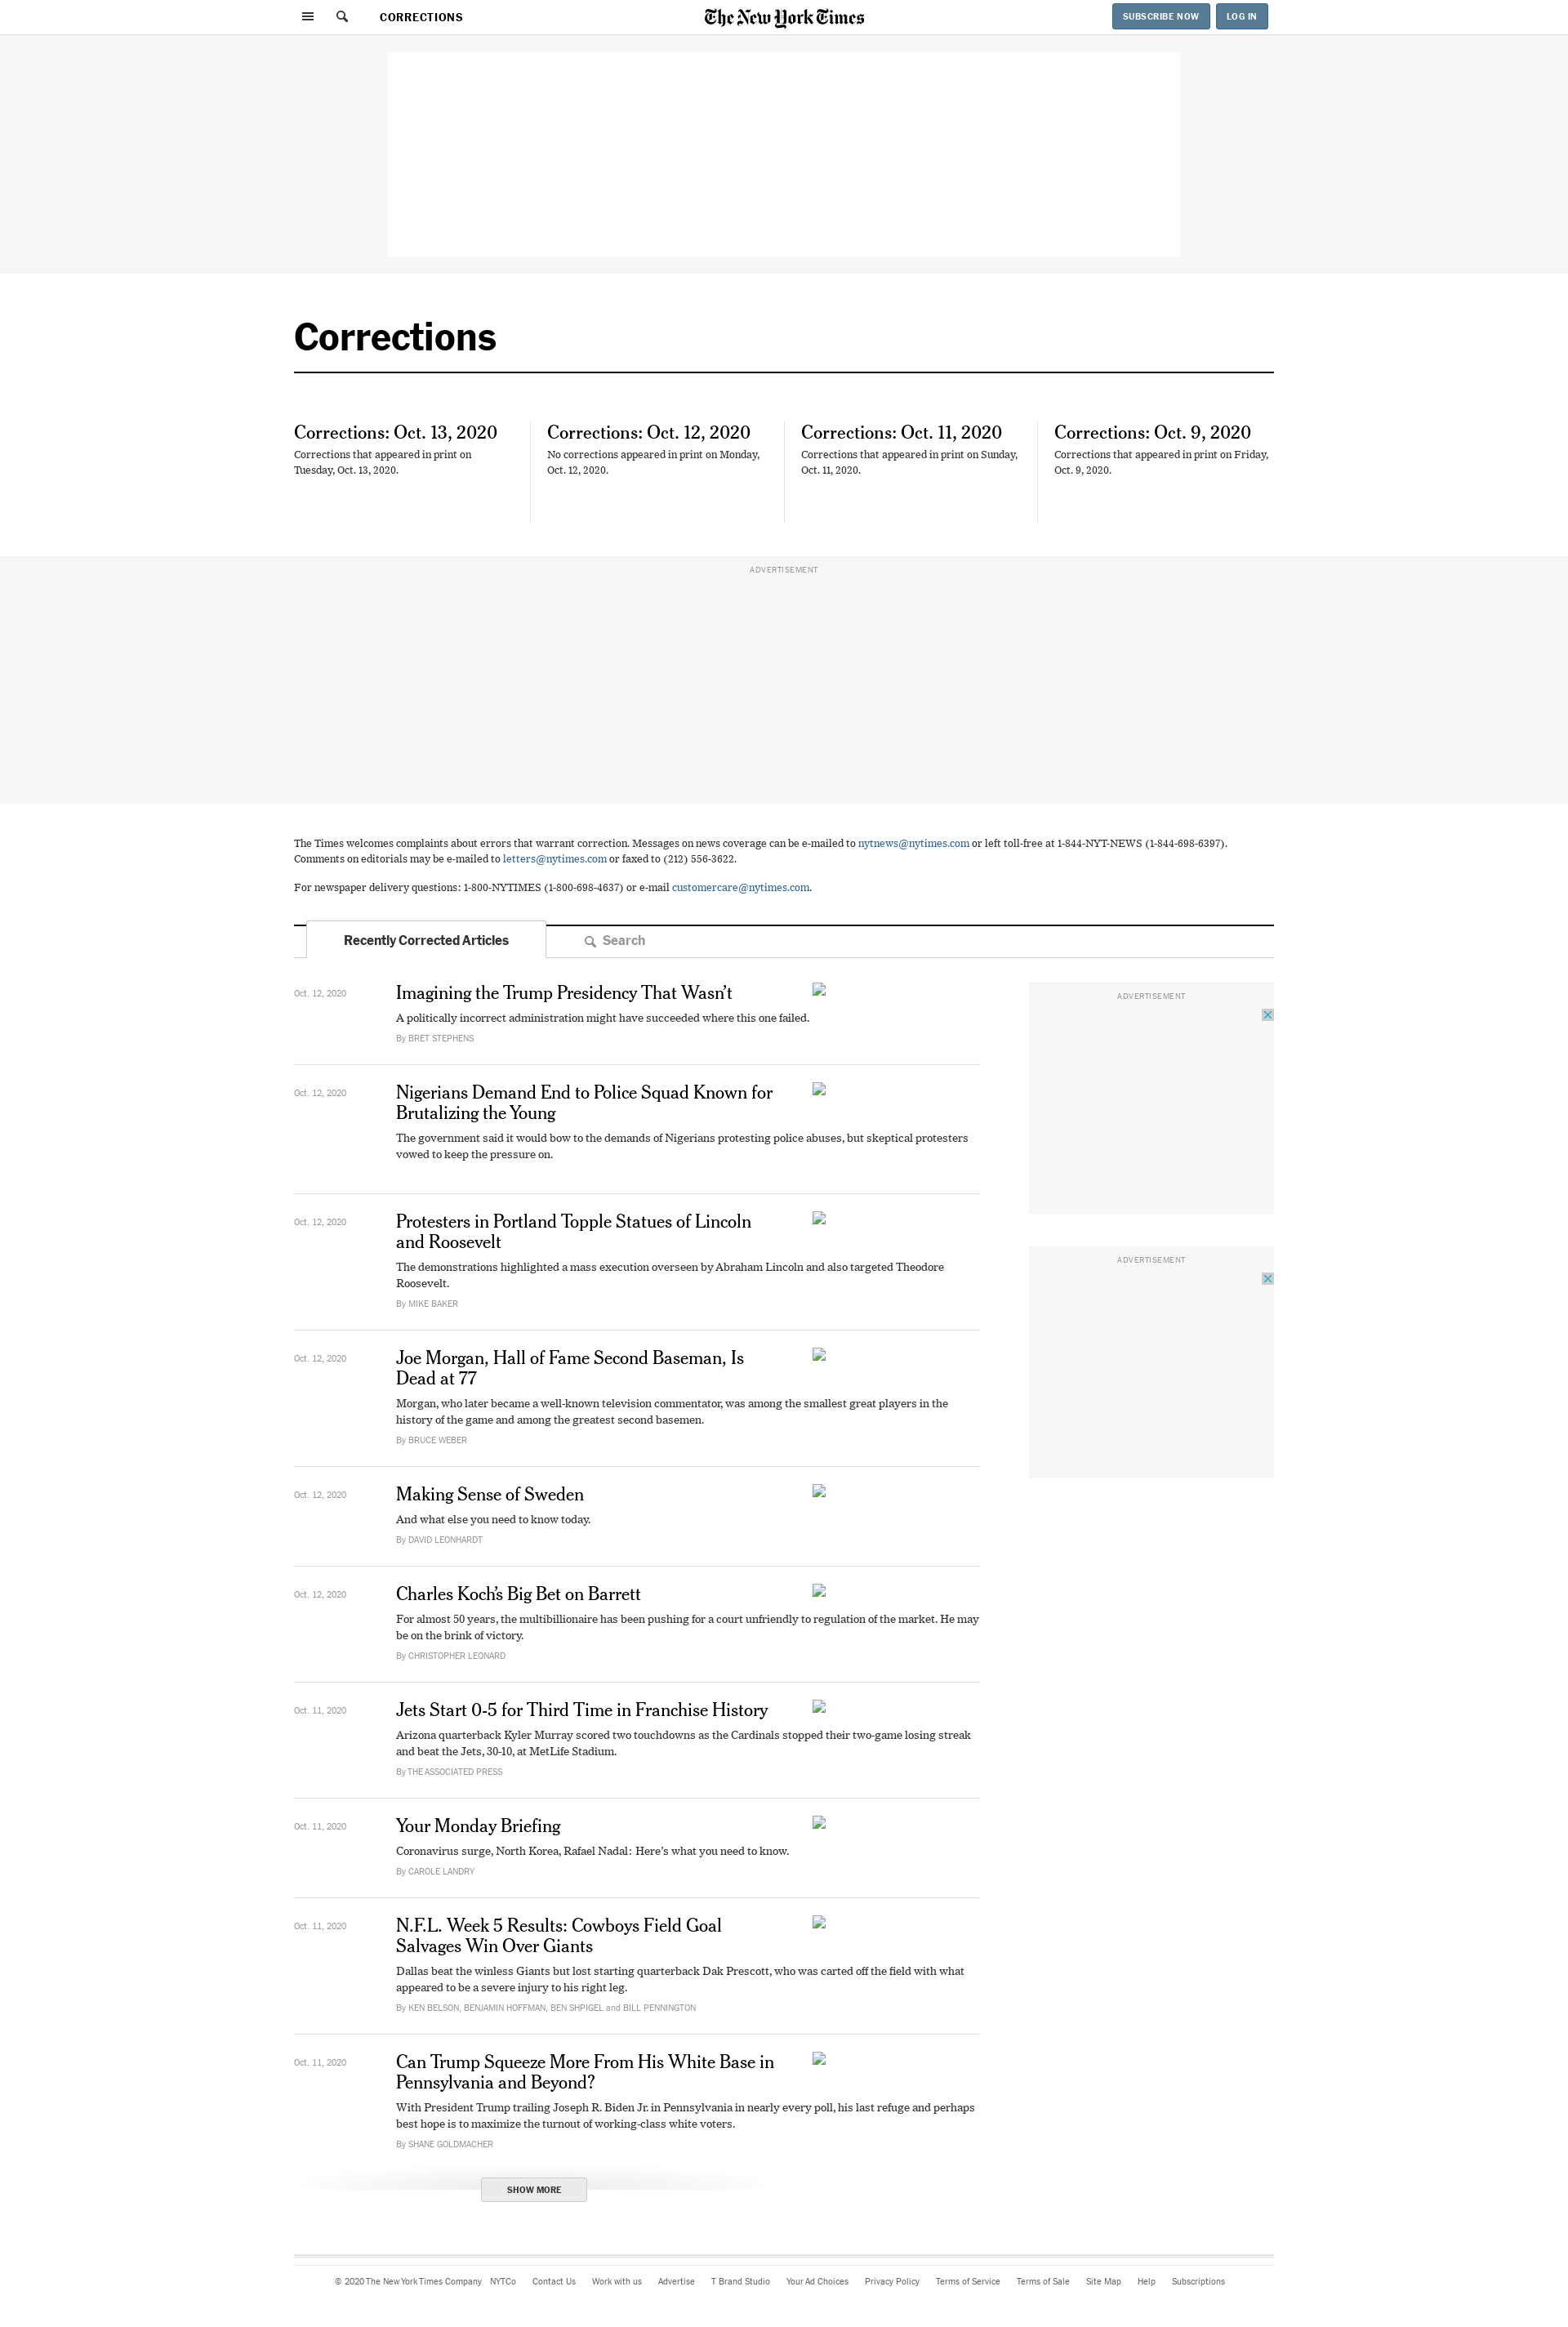 CORRECTIONS
The New York Times
SUBSCRIBE NOW
LOG IN
Corrections
Corrections: Oct. 13, 2020
Corrections that appeared in print on
Tuesday, Oct. 13, 2020.
Corrections: Oct. 12, 2020
No corrections appeared in print on Monday,
Oct. 12, 2020.
Corrections: Oct. 11, 2020
Corrections that appeared in print on Sunday,
Oct. 11, 2020.
Corrections: Oct. 9, 2020
Corrections that appeared in print on Friday,
Oct. 9, 2020.
ADVERTISEMENT
The Times welcomes complaints about errors that warrant correction. Messages on news coverage can be e-mailed to nytnews@nytimes.com or left toll-free at 1-844-NYT-NEWS (1-844-698-6397).
Comments on editorials may be e-mailed to letters@nytimes.com or faxed to (212) 556-3622.
For newspaper delivery questions: 1-800-NYTIMES (1-800-698-4637) or e-mail customercare@nytimes.com.
Recently Corrected Articles
Search
Oct. 12, 2020
Imagining the Trump Presidency That Wasn’t
A politically incorrect administration might have succeeded where this one failed.
By BRET STEPHENS
Oct. 12, 2020
Nigerians Demand End to Police Squad Known for
Brutalizing the Young
The government said it would bow to the demands of Nigerians protesting police abuses, but skeptical protesters
vowed to keep the pressure on.
Oct. 12, 2020
Protesters in Portland Topple Statues of Lincoln
and Roosevelt
The demonstrations highlighted a mass execution overseen by Abraham Lincoln and also targeted Theodore
Roosevelt.
By MIKE BAKER
Oct. 12, 2020
Joe Morgan, Hall of Fame Second Baseman, Is
Dead at 77
Morgan, who later became a well-known television commentator, was among the smallest great players in the
history of the game and among the greatest second basemen.
By BRUCE WEBER
Oct. 12, 2020
Making Sense of Sweden
And what else you need to know today.
By DAVID LEONHARDT
Oct. 12, 2020
Charles Koch’s Big Bet on Barrett
For almost 50 years, the multibillionaire has been pushing for a court unfriendly to regulation of the market. He may
be on the brink of victory.
By CHRISTOPHER LEONARD
Oct. 11, 2020
Jets Start 0-5 for Third Time in Franchise History
Arizona quarterback Kyler Murray scored two touchdowns as the Cardinals stopped their two-game losing streak
and beat the Jets, 30-10, at MetLife Stadium.
By THE ASSOCIATED PRESS
Oct. 11, 2020
Your Monday Briefing
Coronavirus surge, North Korea, Rafael Nadal: Here’s what you need to know.
By CAROLE LANDRY
Oct. 11, 2020
N.F.L. Week 5 Results: Cowboys Field Goal
Salvages Win Over Giants
Dallas beat the winless Giants but lost starting quarterback Dak Prescott, who was carted off the field with what
appeared to be a severe injury to his right leg.
By KEN BELSON, BENJAMIN HOFFMAN, BEN SHPIGEL and BILL PENNINGTON
Oct. 11, 2020
Can Trump Squeeze More From His White Base in
Pennsylvania and Beyond?
With President Trump trailing Joseph R. Biden Jr. in Pennsylvania in nearly every poll, his last refuge and perhaps
best hope is to maximize the turnout of working-class white voters.
By SHANE GOLDMACHER
SHOW MORE
ADVERTISEMENT
ADVERTISEMENT
© 2020 The New York Times Company NYTCo Contact Us Work with us Advertise T Brand Studio Your Ad Choices Privacy Policy Terms of Service Terms of Sale Site Map Help Subscriptions